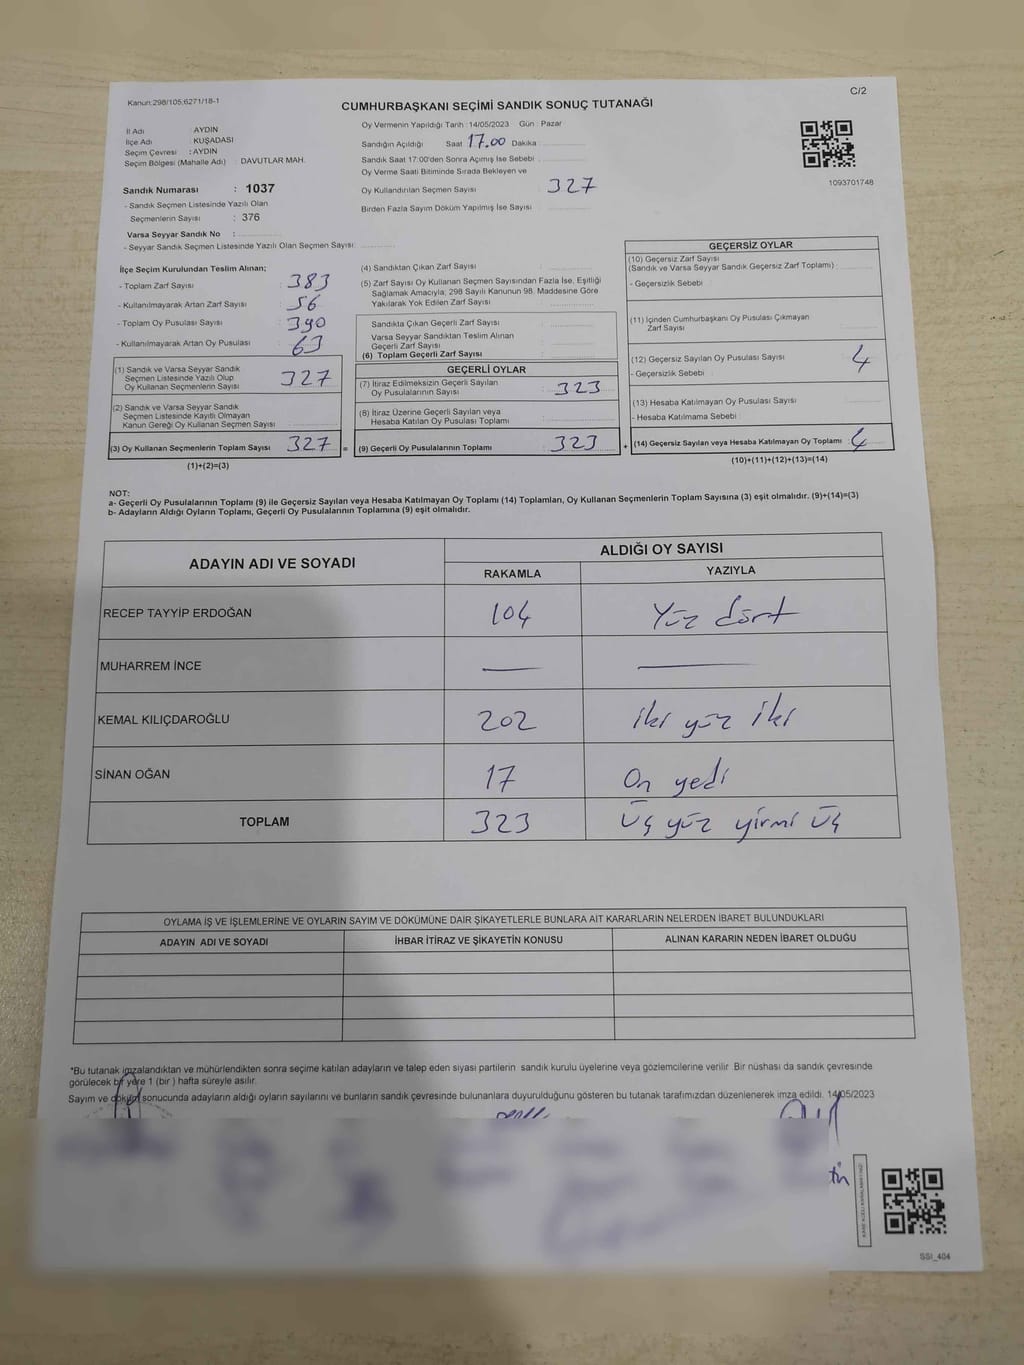 Kanun:298/105;6271/18-1
C/2
CUMHURBAŞKANI SEÇİMİ SANDIK SONUÇ TUTANAĞI
İl Adı : AYDIN
İlçe Adı : KUŞADASI
Seçim Çevresi : AYDIN
Seçim Bölgesi (Mahalle Adı) : DAVUTLAR MAH.
Sandık Numarası : 1037
- Sandık Seçmen Listesinde Yazılı Olan
Seçmenlerin Sayısı : 376
Varsa Seyyar Sandık No :
- Seyyar Sandık Seçmen Listesinde Yazılı Olan Seçmen Sayısı:
Oy Vermenin Yapıldığı Tarih :14/05/2023 Gün : Pazar
Sandığın Açıldığı Saat 17.00 Dakika
Sandık Saat 17:00'den Sonra Açımış İse Sebebi
Oy Verme Saati Bitiminde Sırada Bekleyen ve
Oy Kullandırılan Seçmen Sayısı : 327
Birden Fazla Sayım Döküm Yapılmış İse Sayısı :
1093701748
İlçe Seçim Kurulundan Teslim Alınan;
- Toplam Zarf Sayısı : 383
- Kullanılmayarak Artan Zarf Sayısı : 56
- Toplam Oy Pusulası Sayısı : 390
- Kullanılmayarak Artan Oy Pusulası : 63
(1) Sandık ve Varsa Seyyar Sandık
Seçmen Listesinde Yazılı Olup
Oy Kullanan Seçmenlerin Sayısı : 327
(2) Sandık ve Varsa Seyyar Sandık
Seçmen Listesinde Kayıtlı Olmayan
Kanun Gereği Oy Kullanan Seçmen Sayısı :
(3) Oy Kullanan Seçmenlerin Toplam Sayısı : 327 =
(1)+(2)=(3)
(4) Sandıktan Çıkan Zarf Sayısı :
(5) Zarf Sayısı Oy Kullanan Seçmen Sayısından Fazla İse, Eşitliği
Sağlamak Amacıyla; 298 Sayılı Kanunun 98. Maddesine Göre
Yakılarak Yok Edilen Zarf Sayısı :
Sandıkta Çıkan Geçerli Zarf Sayısı :
Varsa Seyyar Sandıktan Teslim Alınan
Geçerli Zarf Sayısı :
(6) Toplam Geçerli Zarf Sayısı :
GEÇERLİ OYLAR
(7) İtiraz Edilmeksizin Geçerli Sayılan
Oy Pusulalarının Sayısı : 323
(8) İtiraz Üzerine Geçerli Sayılan veya
Hesaba Katılan Oy Pusulası Toplamı :
(9) Geçerli Oy Pusulalarının Toplamı : 323 +
GEÇERSİZ OYLAR
(10) Geçersiz Zarf Sayısı
(Sandık ve Varsa Seyyar Sandık Geçersiz Zarf Toplamı) :
- Geçersizlik Sebebi :
(11) İçinden Cumhurbaşkanı Oy Pusulası Çıkmayan
Zarf Sayısı :
(12) Geçersiz Sayılan Oy Pusulası Sayısı : 4
- Geçersizlik Sebebi :
(13) Hesaba Katılmayan Oy Pusulası Sayısı :
- Hesaba Katılmama Sebebi :
(14) Geçersiz Sayılan veya Hesaba Katılmayan Oy Toplamı : 4
(10)+(11)+(12)+(13)=(14)
NOT:
a- Geçerli Oy Pusulalarının Toplamı (9) ile Geçersiz Sayılan veya Hesaba Katılmayan Oy Toplamı (14) Toplamları, Oy Kullanan Seçmenlerin Toplam Sayısına (3) eşit olmalıdır. (9)+(14)=(3)
b- Adayların Aldığı Oyların Toplamı, Geçerli Oy Pusulalarının Toplamına (9) eşit olmalıdır.
ADAYIN ADI VE SOYADI
ALDIĞI OY SAYISI
RAKAMLA YAZIYLA
RECEP TAYYİP ERDOĞAN 104 Yüz dört
MUHARREM İNCE — —
KEMAL KILIÇDAROĞLU 202 iki yüz iki
SİNAN OĞAN 17 On yedi
TOPLAM 323 Üç yüz yirmi üç
OYLAMA İŞ VE İŞLEMLERİNE VE OYLARIN SAYIM VE DÖKÜMÜNE DAİR ŞİKAYETLERLE BUNLARA AİT KARARLARIN NELERDEN İBARET BULUNDUKLARI
ADAYIN ADI VE SOYADI İHBAR İTİRAZ VE ŞİKAYETİN KONUSU ALINAN KARARIN NEDEN İBARET OLDUĞU
*Bu tutanak imzalandıktan ve mühürlendikten sonra seçime katılan adayların ve talep eden siyasi partilerin sandık kurulu üyelerine veya gözlemcilerine verilir. Bir nüshası da sandık çevresinde
görülecek bir yere 1 (bir ) hafta süreyle asılır.
Sayım ve döküm sonucunda adayların aldığı oyların sayılarını ve bunların sandık çevresinde bulunanlara duyurulduğunu gösteren bu tutanak tarafımızdan düzenlenerek imza edildi. 14/05/2023
SSI_404